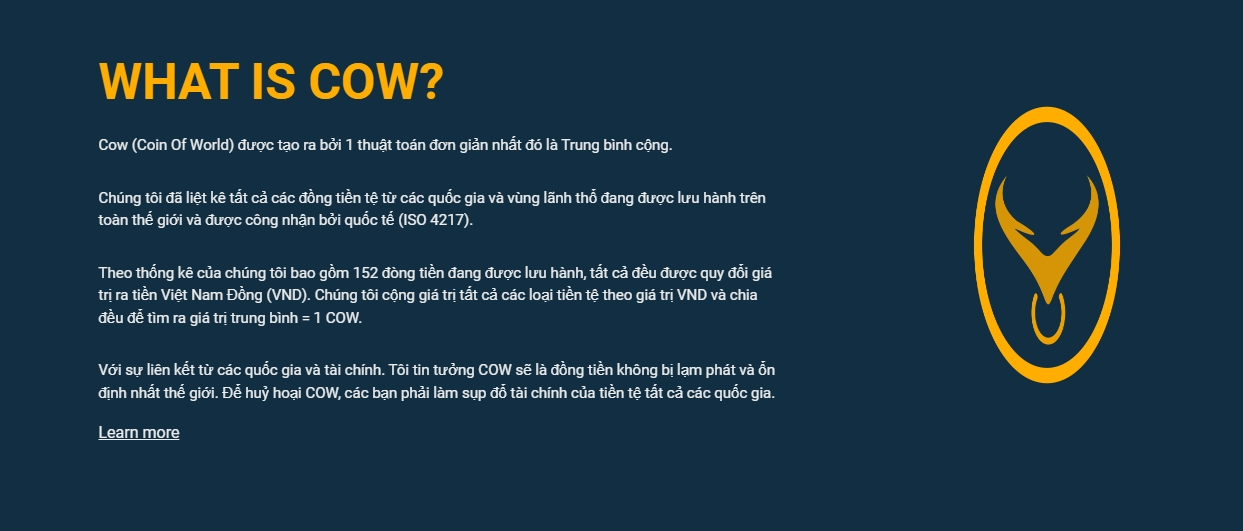 WHAT IS COW?
Cow (Coin Of World) được tạo ra bởi 1 thuật toán đơn giản nhất đó là Trung bình cộng.
Chúng tôi đã liệt kê tất cả các đồng tiền tệ từ các quốc gia và vùng lãnh thổ đang được lưu hành trên
toàn thế giới và được công nhận bởi quốc tế (ISO 4217).
Theo thống kê của chúng tôi bao gồm 152 đòng tiền đang được lưu hành, tất cả đều được quy đổi giá
trị ra tiền Việt Nam Đồng (VND). Chúng tôi cộng giá trị tất cả các loại tiền tệ theo giá trị VND và chia
đều để tìm ra giá trị trung bình = 1 COW.
Với sự liên kết từ các quốc gia và tài chính. Tôi tin tưởng COW sẽ là đồng tiền không bị lạm phát và ổn
định nhất thế giới. Để huỷ hoại COW, các bạn phải làm sụp đổ tài chính của tiền tệ tất cả các quốc gia.
Learn more